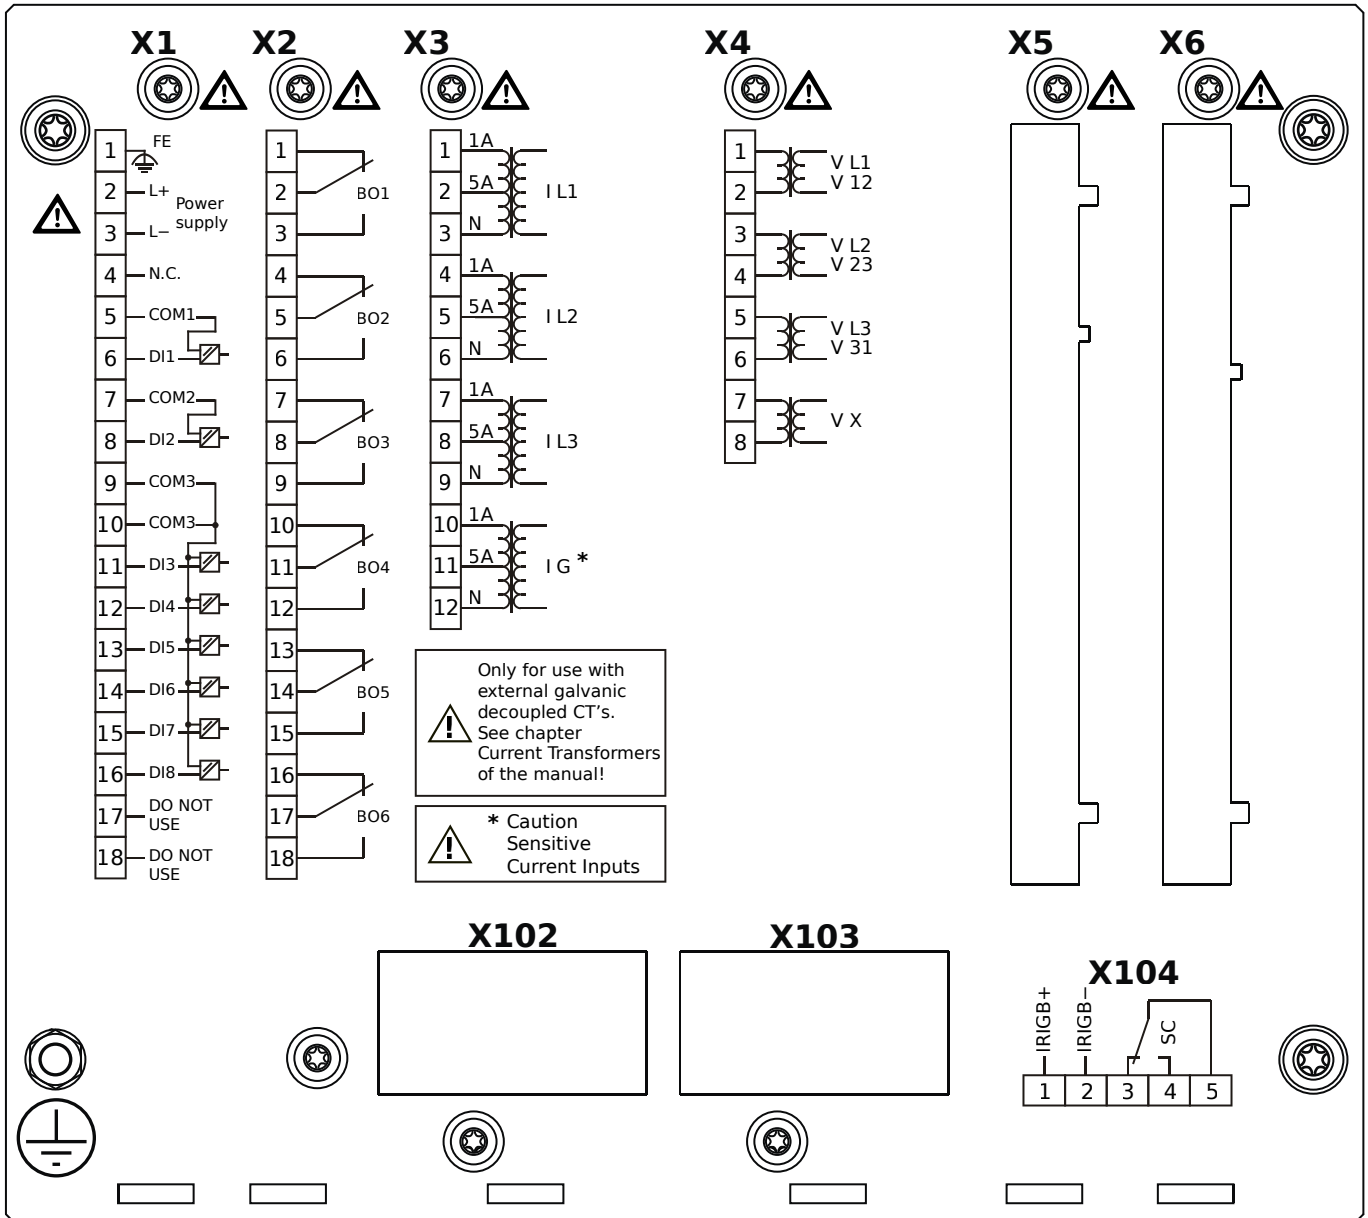 X1
X2
X3
X4
X5
X6
1
FE
2
L+
Power
supply
3
L−
4
N.C.
5
COM1
6
DI1
7
COM2
8
DI2
9
COM3
10
COM3
11
DI3
12
DI4
13
DI5
14
DI6
15
DI7
16
DI8
17
DO NOT
USE
18
DO NOT
USE
1
2
BO1
3
4
5
BO2
6
7
8
BO3
9
10
11
BO4
12
13
14
BO5
15
16
17
BO6
18
1
1A
2
5A
I L1
3
N
4
1A
5
5A
I L2
6
N
7
1A
8
5A
I L3
9
N
10
1A
11
5A
I G *
12
N
Only for use with
external galvanic
decoupled CT's.
See chapter
Current Transformers
of the manual!
* Caution
Sensitive
Current Inputs
1
V L1
2
V 12
3
V L2
4
V 23
5
V L3
6
V 31
7
V X
8
X102
X103
X104
IRIGB+
IRIGB−
SC
1
2
3
4
5